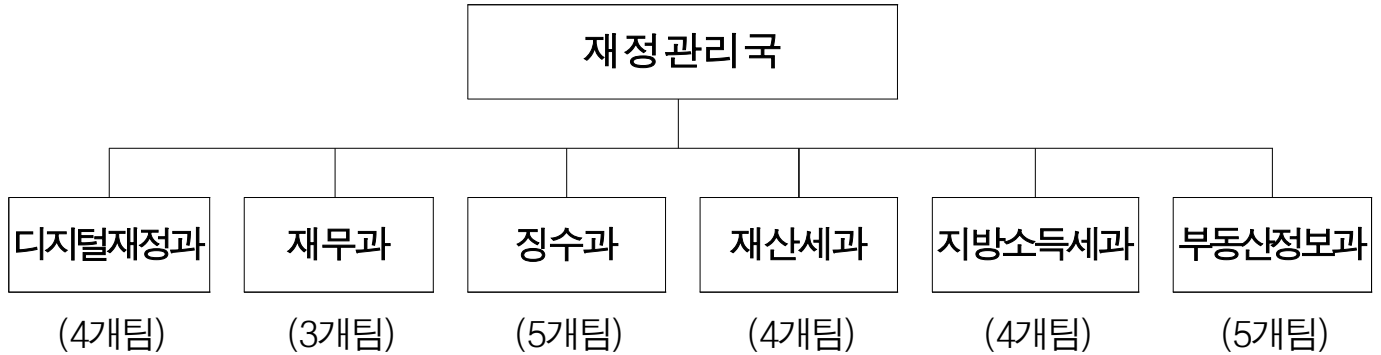 재정관리국
디지털재정과 재무과 징수과 재산세과 지방소득세과 부동산정보과
(4개팀) (3개팀) (5개팀) (4개팀) (4개팀) (5개팀)